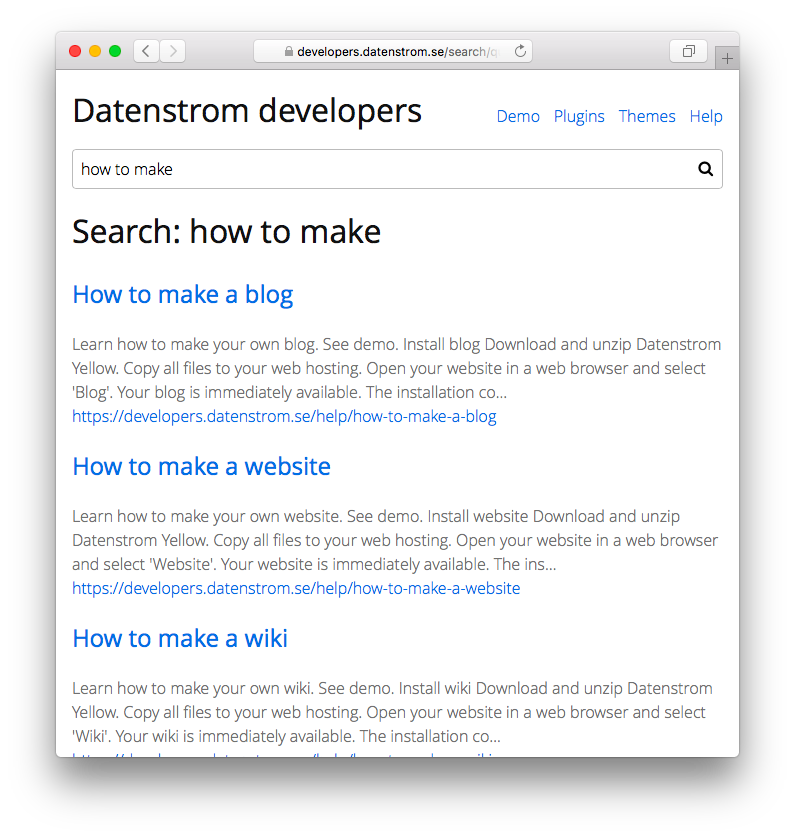 developers.datenstrom.se/search/q
Datenstrom developers
Demo Plugins Themes Help
how to make
Search: how to make
How to make a blog
Learn how to make your own blog. See demo. Install blog Download and unzip Datenstrom
Yellow. Copy all files to your web hosting. Open your website in a web browser and select
'Blog'. Your blog is immediately available. The installation co...
https://developers.datenstrom.se/help/how-to-make-a-blog
How to make a website
Learn how to make your own website. See demo. Install website Download and unzip
Datenstrom Yellow. Copy all files to your web hosting. Open your website in a web browser
and select 'Website'. Your website is immediately available. The ins...
https://developers.datenstrom.se/help/how-to-make-a-website
How to make a wiki
Learn how to make your own wiki. See demo. Install wiki Download and unzip Datenstrom
Yellow. Copy all files to your web hosting. Open your website in a web browser and select
'Wiki'. Your wiki is immediately available. The installation co...